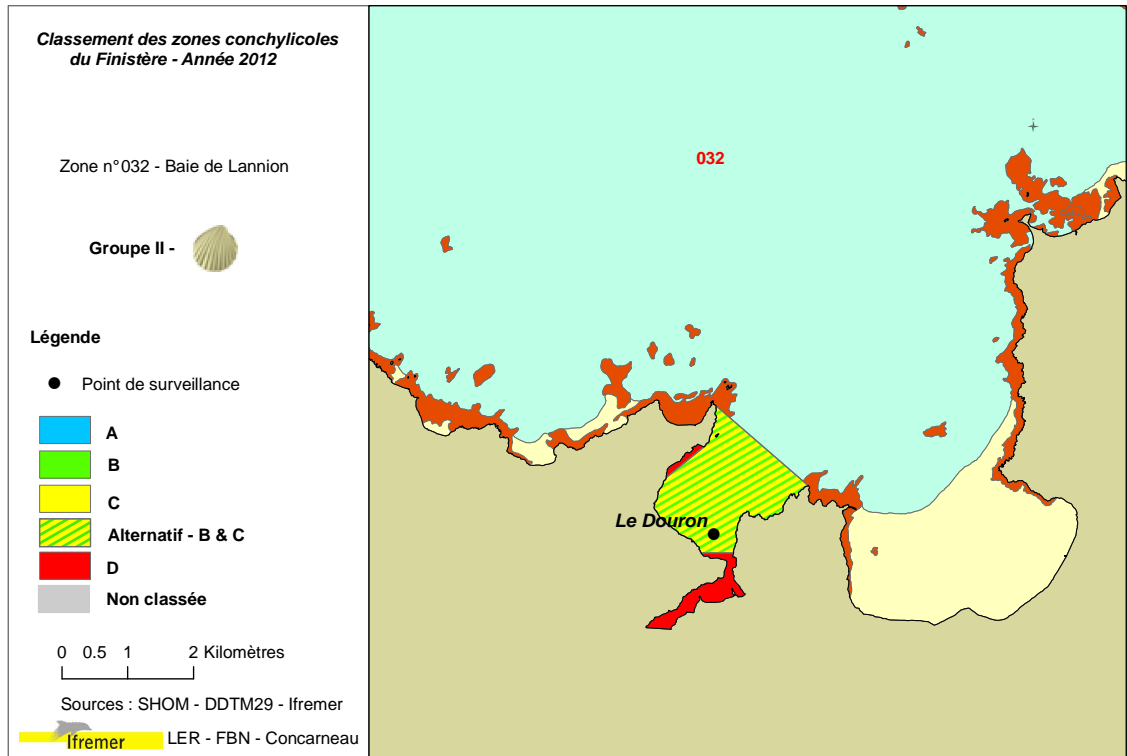 Classement des zones conchylicoles
du Finistère - Année 2012
Zone n°032 - Baie de Lannion
Groupe II -
Légende
Point de surveillance
A
B
C
Alternatif - B & C
D
Non classée
0 0.5 1 2 Kilomètres
Sources : SHOM - DDTM29 - Ifremer
Ifremer LER - FBN - Concarneau
032
Le Douron